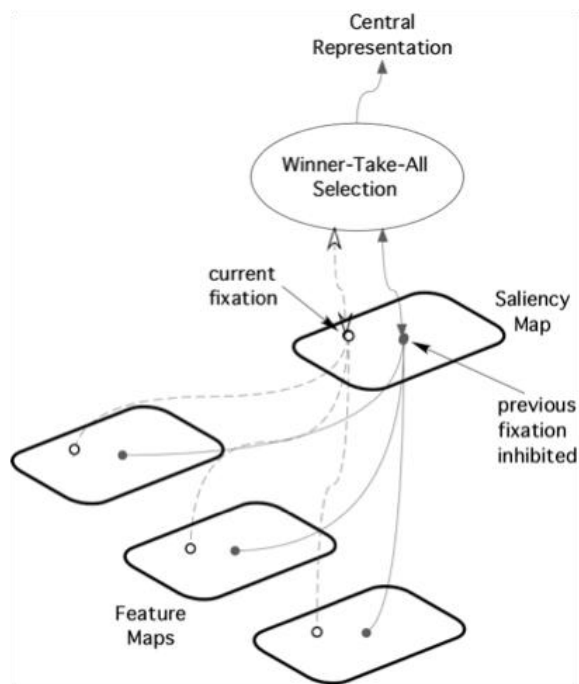 Central
Representation
Winner-Take-All
Selection
current
fixation
Saliency
Map
previous
fixation
inhibited
Feature
Maps